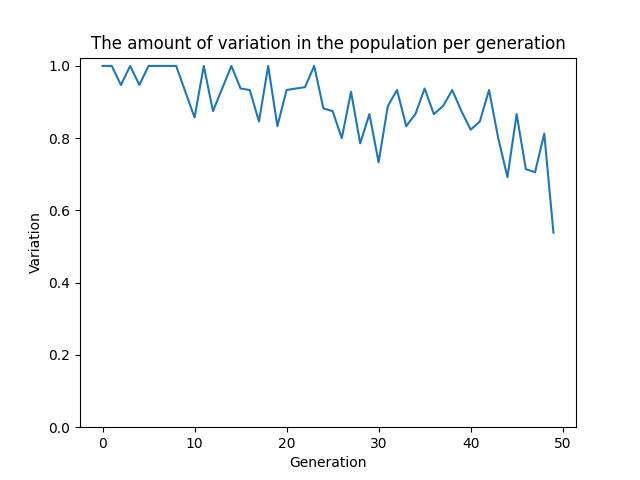 The amount of variation in the population per generation
1.0
0.8
0.6
0.4
0.2
0.0
Variation
0 10 20 30 40 50
Generation